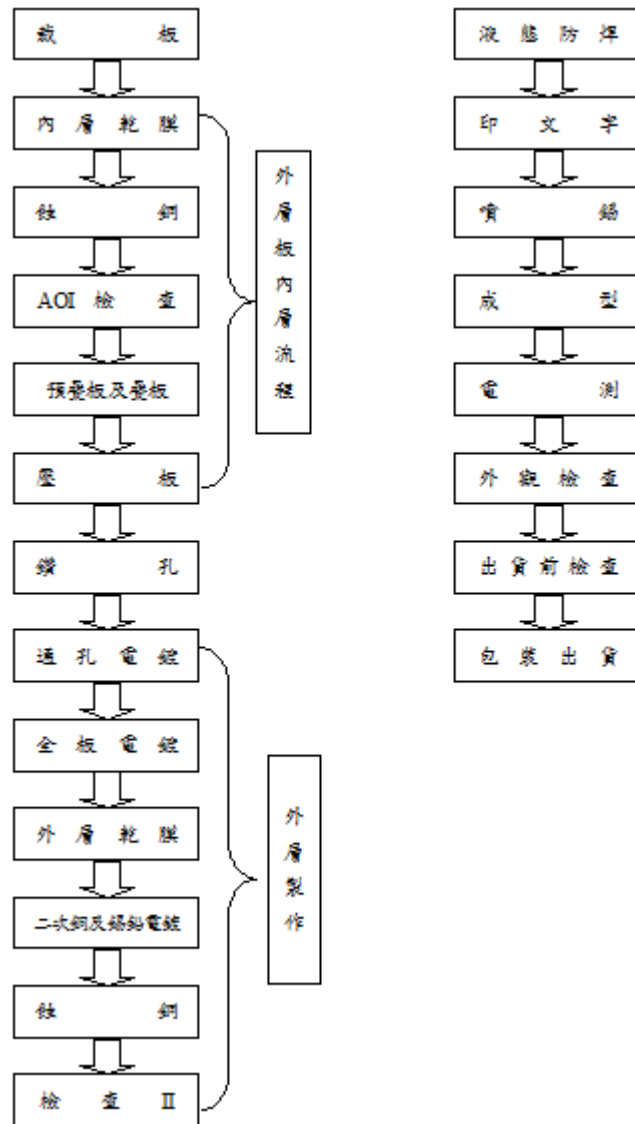 裁板
內層乾膜
蝕銅
AOI 檢查
預疊板及疊板
壓板
鑽孔
通孔電鍍
全板電鍍
外層乾膜
二次銅及錫鉛電鍍
蝕銅
檢查 II
外層板內層流程
外層製作
液態防焊
印文字
噴錫
成型
電測
外觀檢查
出貨前檢查
包裝出貨